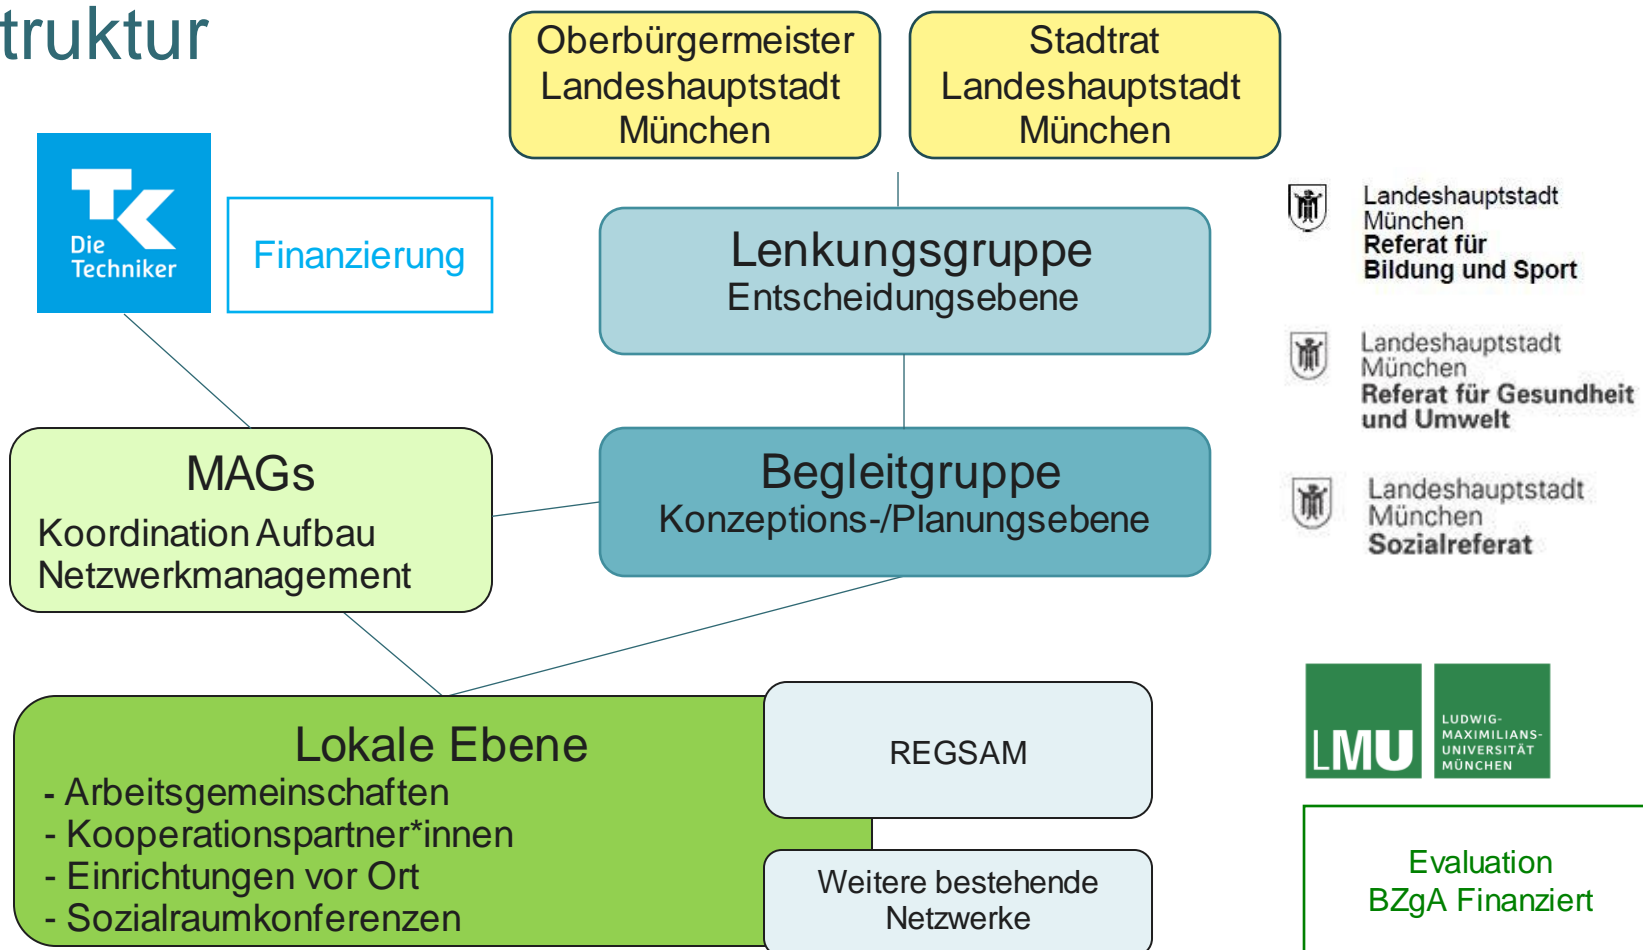 truktur
Oberbürgermeister
Landeshauptstadt
München
Stadtrat
Landeshauptstadt
München
TK
Die
Techniker
Finanzierung
Lenkungsgruppe
Entscheidungsebene
Landeshauptstadt
München
Referat für
Bildung und Sport
Landeshauptstadt
München
Referat für Gesundheit
und Umwelt
MAGs
Koordination Aufbau
Netzwerkmanagement
Begleitgruppe
Konzeptions-/Planungsebene
Landeshauptstadt
München
Sozialreferat
Lokale Ebene
- Arbeitsgemeinschaften
- Kooperationspartner*innen
- Einrichtungen vor Ort
- Sozialraumkonferenzen
REGSAM
Weitere bestehende
Netzwerke
LMU
LUDWIG-
MAXIMILIANS-
UNIVERSITÄT
MÜNCHEN
Evaluation
BZgA Finanziert